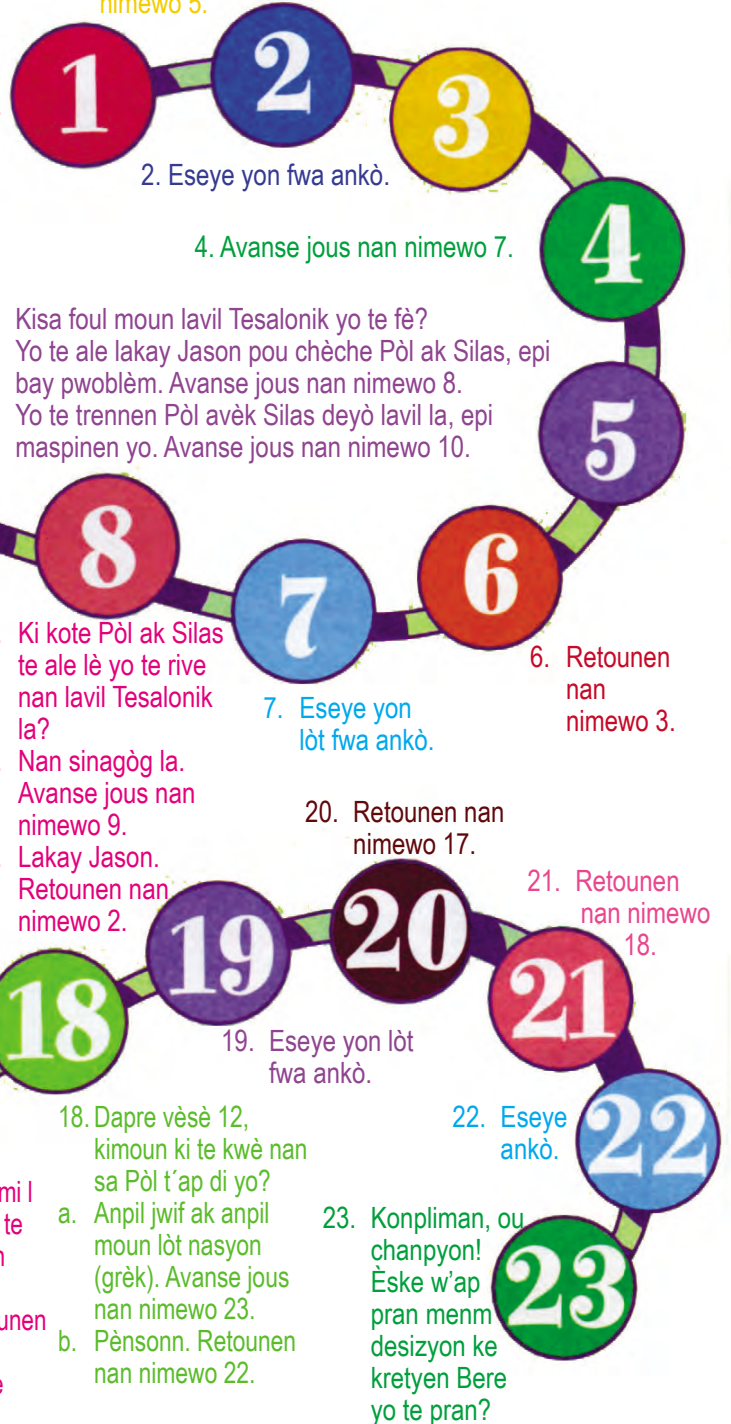 nimewo 5.
1
2
3
2. Eseye yon fwa ankò.
4
4. Avanse jous nan nimewo 7.
Kisa foul moun lavil Tesalonik yo te fè?
Yo te ale lakay Jason pou chèche Pòl ak Silas, epi
bay pwoblèm. Avanse jous nan nimewo 8.
Yo te trennen Pòl avèk Silas deyò lavil la, epi
maspinen yo. Avanse jous nan nimewo 10.
5
6
7
8
6. Retounen
nan
nimewo 3.
7. Eseye yon
lòt fwa ankò.
Ki kote Pòl ak Silas
te ale lè yo te rive
nan lavil Tesalonik
la?
Nan sinagòg la.
Avanse jous nan
nimewo 9.
Lakay Jason.
Retounen nan
nimewo 2.
20. Retounen nan
nimewo 17.
21. Retounen
nan nimewo
18.
18
19
20
21
22
23
19. Eseye yon lòt
fwa ankò.
18. Dapre vèsè 12,
kimoun ki te kwè nan
sa Pòl t´ap di yo?
a. Anpil jwif ak anpil
moun lòt nasyon
(grèk). Avanse jous
nan nimewo 23.
b. Pènsonn. Retounen
nan nimewo 22.
22. Eseye
ankò.
23. Konpliman, ou
chanpyon!
Èske w'ap
pran menm
desizyon ke
kretyen Bere
yo te pran?
te